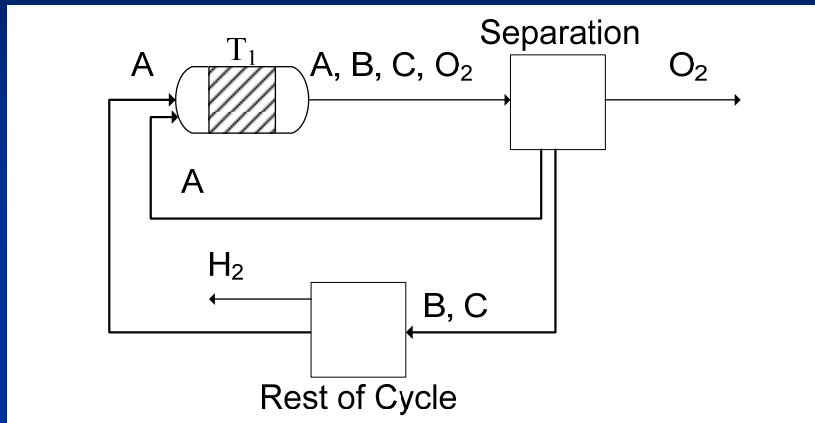 Separation
A
T₁
A, B, C, O₂
O₂
A
H₂
B, C
Rest of Cycle